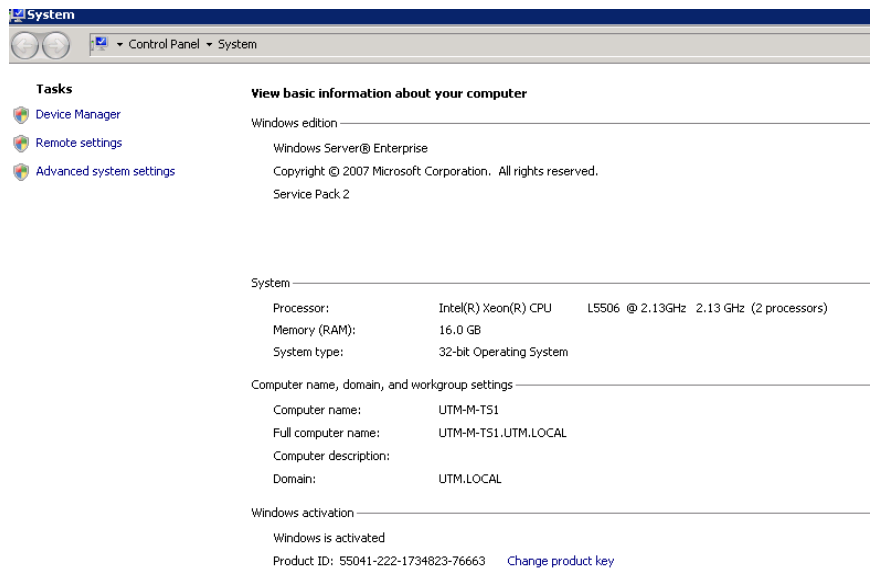 System
Control Panel System
Tasks
Device Manager
Remote settings
Advanced system settings
View basic information about your computer
Windows edition
Windows Server® Enterprise
Copyright © 2007 Microsoft Corporation. All rights reserved.
Service Pack 2
System
Processor: Intel(R) Xeon(R) CPU L5506 @ 2.13GHz 2.13 GHz (2 processors)
Memory (RAM): 16.0 GB
System type: 32-bit Operating System
Computer name, domain, and workgroup settings
Computer name: UTM-M-TS1
Full computer name: UTM-M-TS1.UTM.LOCAL
Computer description:
Domain: UTM.LOCAL
Windows activation
Windows is activated
Product ID: 55041-222-1734823-76663 Change product key